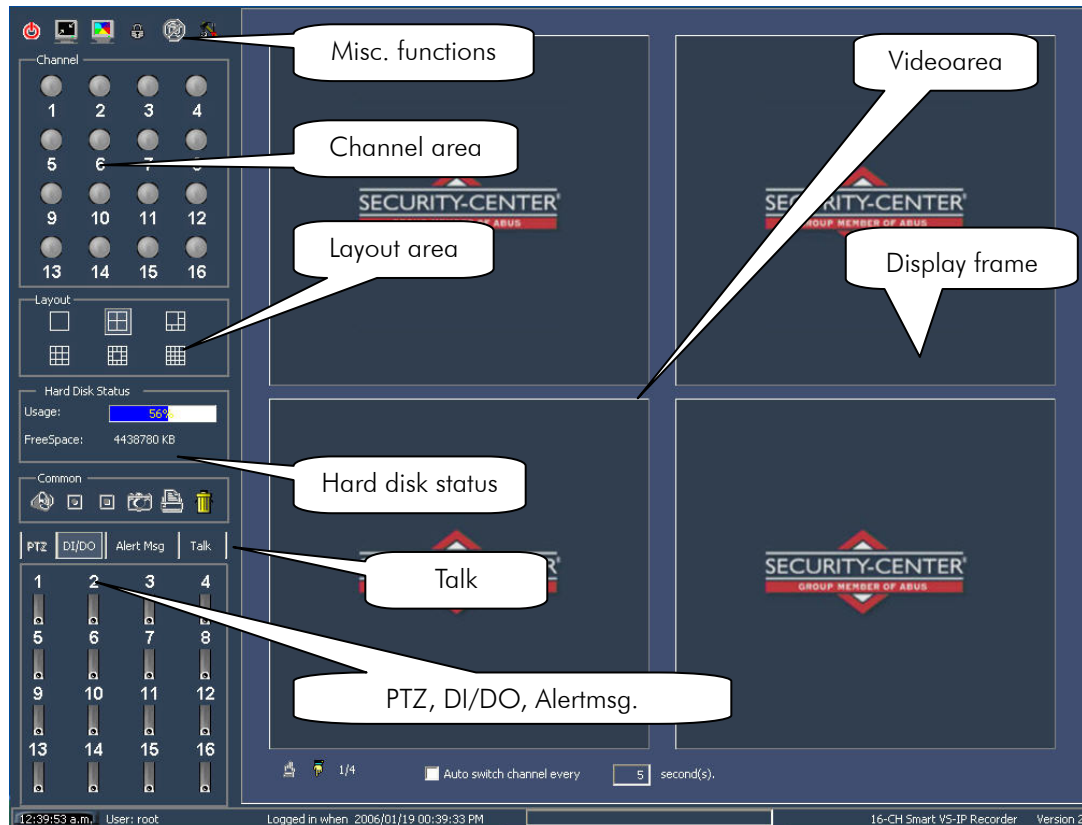 Misc. functions
Videoarea
Channel
1 2 3 4
5 6 7
9 10 11 12
13 14 15 16
Channel area
SECURITY-CENTER
GROUP MEMBER OF ABUS
SECURITY-CENTER
GROUP MEMBER OF ABUS
Layout area
Display frame
Layout
Hard Disk Status
Usage: 56%
FreeSpace: 4438780 KB
Hard disk status
Common
PTZ DI/DO Alert Msg Talk
Talk
SECURITY-CENTER
GROUP MEMBER OF ABUS
1 2 3 4
5 6 7 8
9 10 11 12
13 14 15 16
PTZ, DI/DO, Alertmsg.
1/4
Auto switch channel every 5 second(s).
12:39:53 a.m. User: root Logged in when 2006/01/19 00:39:33 PM 16-CH Smart VS-IP Recorder Version 2